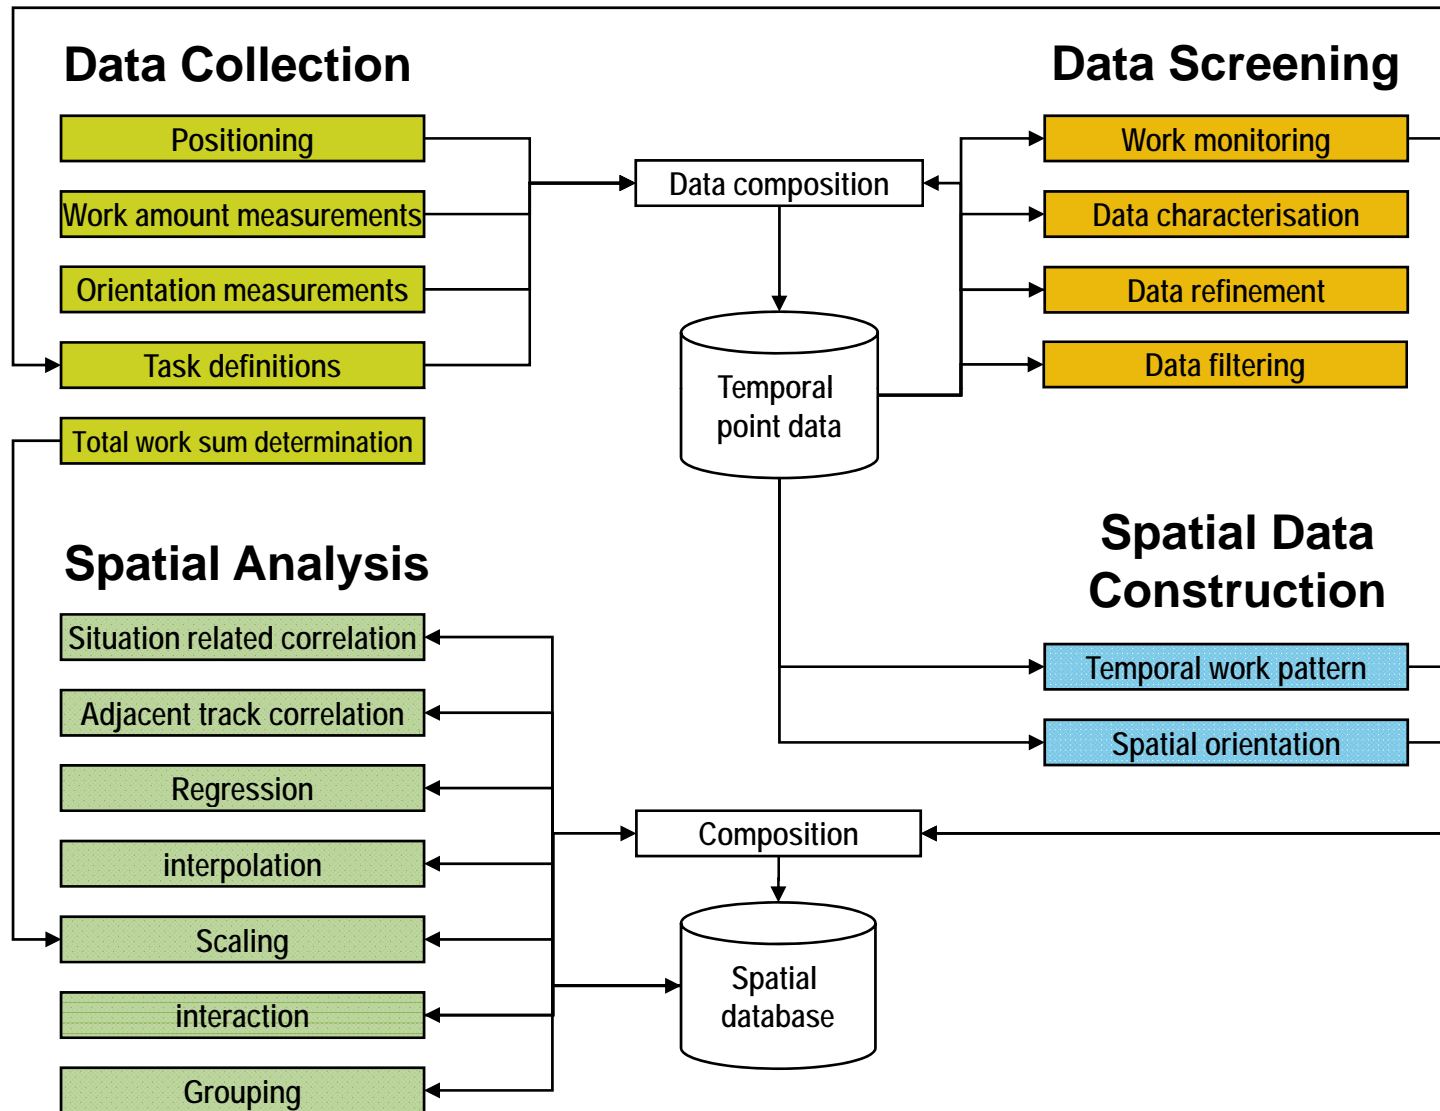 Data Collection
Positioning
Work amount measurements
Orientation measurements
Task definitions
Total work sum determination
Data composition
Temporal
point data
Data Screening
Work monitoring
Data characterisation
Data refinement
Data filtering
Spatial Analysis
Situation related correlation
Adjacent track correlation
Regression
interpolation
Scaling
interaction
Grouping
Composition
Spatial
database
Spatial Data
Construction
Temporal work pattern
Spatial orientation